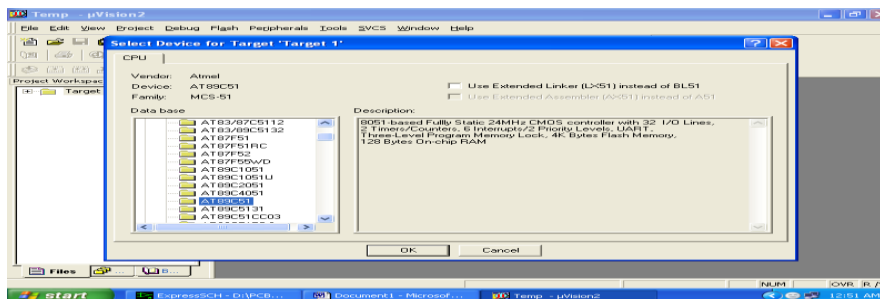 Temp - µVision2
File Edit View Project Debug Flash Peripherals Tools SVCS Window Help
Select Device for Target 'Target 1'
CPU
Project Workspac
Target
Vendor: Atmel
Device: AT89C51
Family: MCS-51
Use Extended Linker (LX51) instead of BL51
Use Extended Assembler (AX51) instead of A51
Data base
AT83/87C5112
AT83/89C5132
AT87F51
AT87F51RC
AT87F52
AT87F55WD
AT89C1051
AT89C1051U
AT89C2051
AT89C4051
AT89C51
AT89C5131
AT89C51CC03
Description:
8051-based Fullly Static 24MHz CMOS controller with 32 I/O Lines,
2 Timers/Counters, 6 Interrupts/2 Priority Levels, UART,
Three-Level Program Memory Lock, 4K Bytes Flash Memory,
128 Bytes On-chip RAM
OK Cancel
Files ... B...
NUM OVR R/
start ExpressSCH - D:\PCB... Document1 - Microsof... Temp - µVision2 12:51 AM